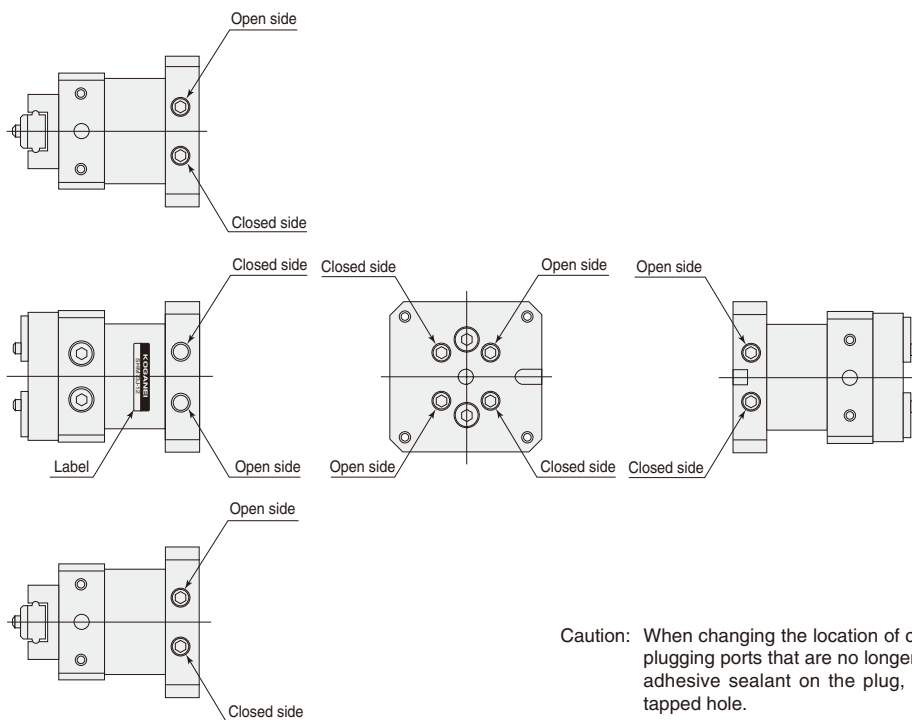 Open side
Closed side
Closed side
Closed side
Open side
Open side
KOGANEI
Label
Open side
Open side
Closed side
Closed side
Open side
Closed side
Caution: When changing the location of
plugging ports that are no longer
adhesive sealant on the plug,
tapped hole.